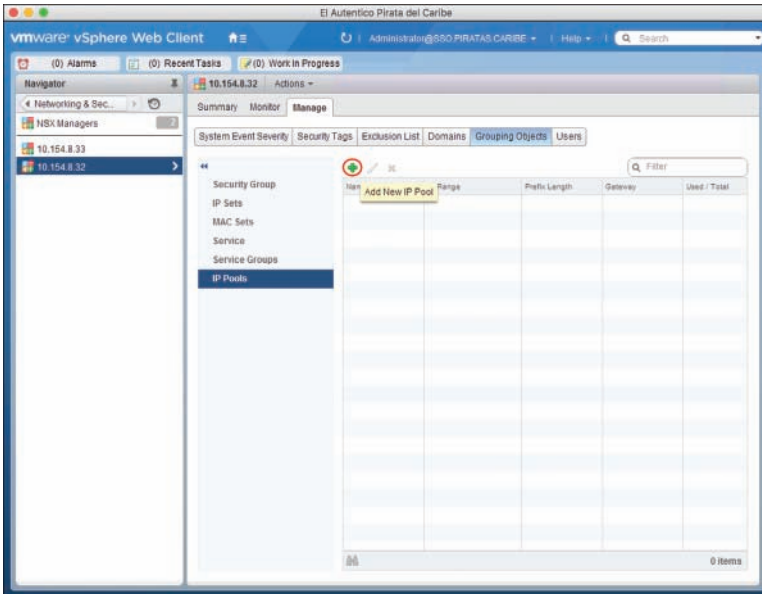 El Autentico Pirata del Caribe
vmware® vSphere Web Client
Administrator@SSO.PIRATAS.CARIBE
Help
Search
(0) Alarms
(0) Recent Tasks
(0) Work In Progress
Navigator
Networking & Sec..
NSX Managers
2
10.154.8.33
10.154.8.32
10.154.8.32
Actions
Summary
Monitor
Manage
System Event Severity
Security Tags
Exclusion List
Domains
Grouping Objects
Users
Security Group
IP Sets
MAC Sets
Service
Service Groups
IP Pools
Filter
Add New IP Pool
Range
Prefix Length
Gateway
Used / Total
0 items